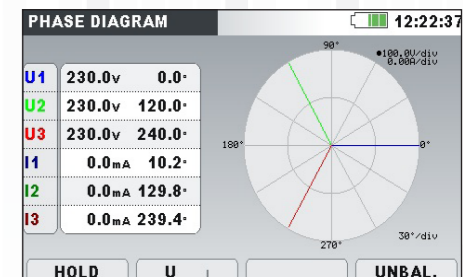 PHASE DIAGRAM 12:22:37
90°
•100.0V/div
0.00A/div
U1 230.0V 0.0°
U2 230.0V 120.0°
U3 230.0V 240.0°
I1 0.0mA 10.2°
I2 0.0mA 129.8°
I3 0.0mA 239.4°
180°
0°
270°
30°/div
HOLD U I UNBAL.